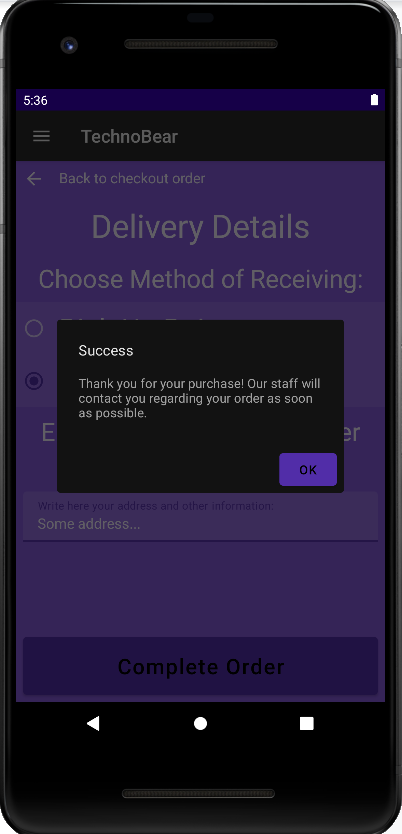 5:36
TechnoBear
Back to checkout order
Delivery Details
Choose Method of Receiving:
Success
Thank you for your purchase! Our staff will
contact you regarding your order as soon
as possible.
OK
Write here your address and other information:
Some address...
Complete Order